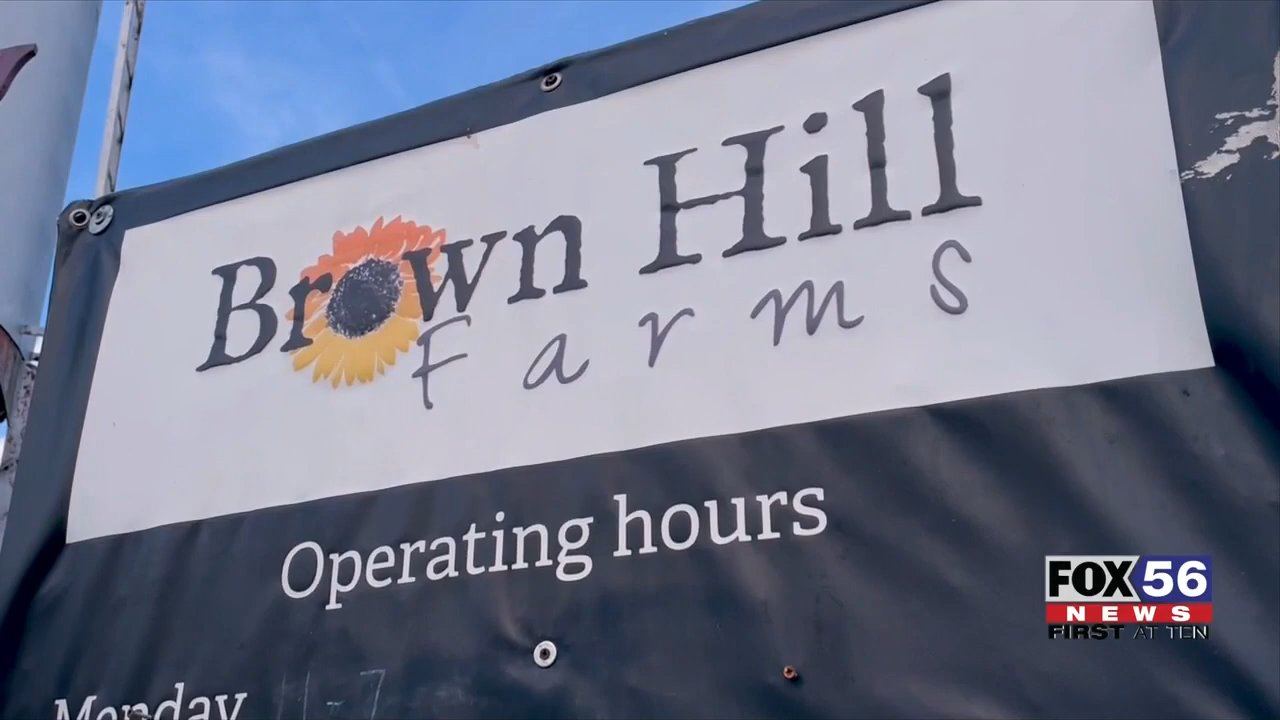 Brown Hill
Farms
Operating hours
Monday
FOX 56
NEWS
FIRST AT TEN